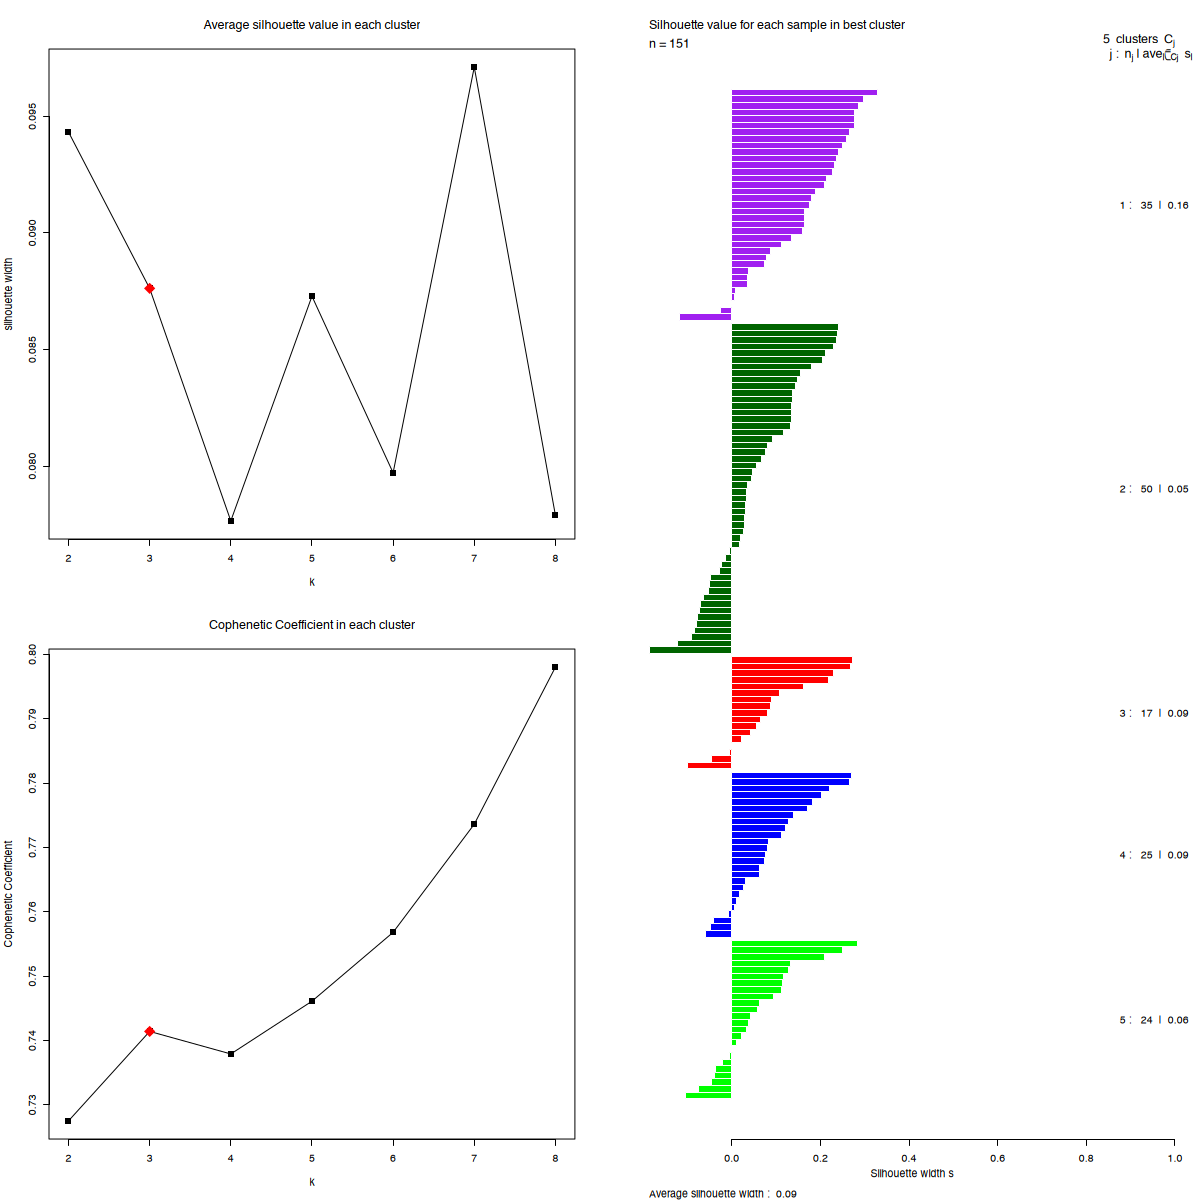 Average silhouette value in each cluster
silhouette width
0.095
0.090
0.085
0.080
2 3 4 5 6 7 8
k
Cophenetic Coefficient in each cluster
Cophenetic Coefficient
0.80
0.79
0.78
0.77
0.76
0.75
0.74
0.73
2 3 4 5 6 7 8
k
Silhouette value for each sample in best cluster
n = 151
5 clusters Cj
j : nj | ave i∈Cj si
1 : 35 | 0.16
2 : 50 | 0.05
3 : 17 | 0.09
4 : 25 | 0.09
5 : 24 | 0.06
0.0 0.2 0.4 0.6 0.8 1.0
Silhouette width s
Average silhouette width : 0.09